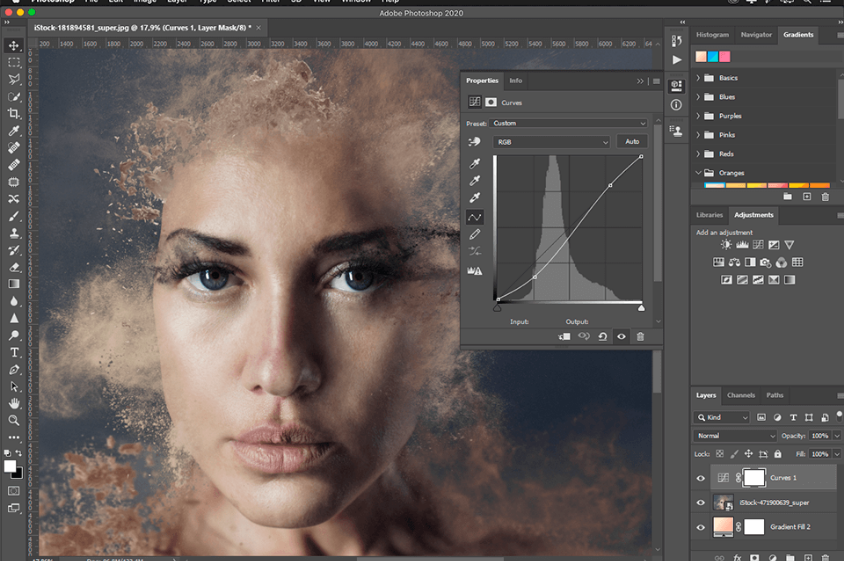 Photoshop File Edit Image Layer Type Select Filter 3D View Window Help
Adobe Photoshop 2020
iStock-181894581_super.jpg @ 17,9% (Curves 1, Layer Mask/8) * ×
200 1400 1600 1800 2000 2200 2400 2600 2800 3000 3200 3400 3600 3800 4000 4200 4400 4600 4800 5000 5200 5400 5600 5800 6000 6200 6400
Properties Info
Curves
Preset: Custom
RGB Auto
Input: Output:
Histogram Navigator Gradients
Basics
Blues
Purples
Pinks
Reds
Oranges
Libraries Adjustments
Add an adjustment
Layers Channels Paths
Kind
Normal Opacity: 100%
Lock: Fill: 100%
Curves 1
iStock-471900639_super
Gradient Fill 2
fx